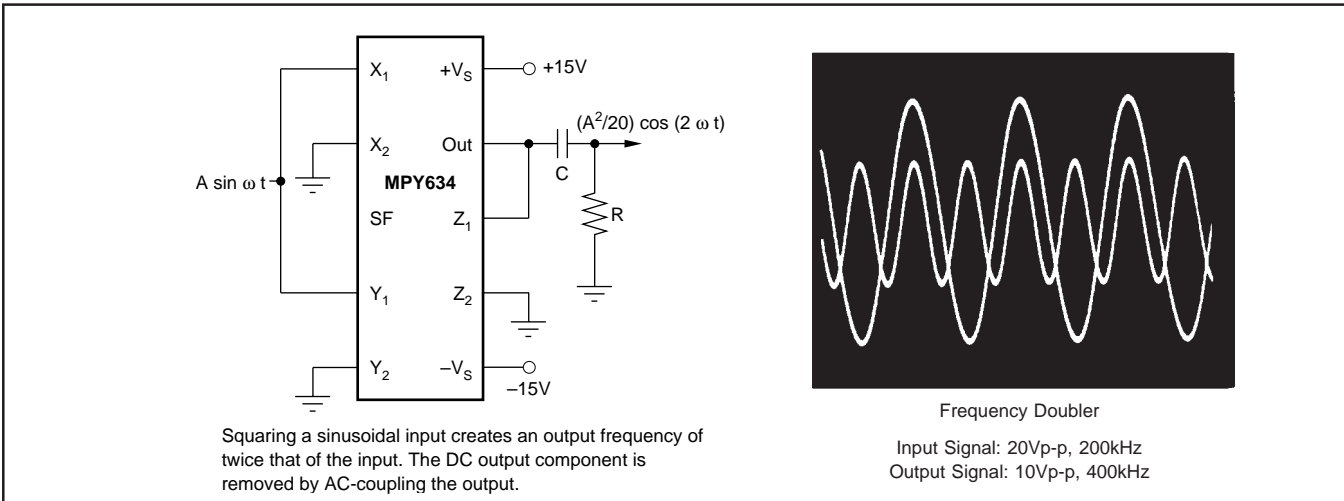 X₁
+Vₛ
+15V
(A²/20) cos (2 ω t)
X₂
Out
C
A sin ω t
MPY634
SF
Z₁
R
Y₁
Z₂
Y₂
–Vₛ
–15V
Squaring a sinusoidal input creates an output frequency of
twice that of the input. The DC output component is
removed by AC-coupling the output.
Frequency Doubler
Input Signal: 20Vp-p, 200kHz
Output Signal: 10Vp-p, 400kHz